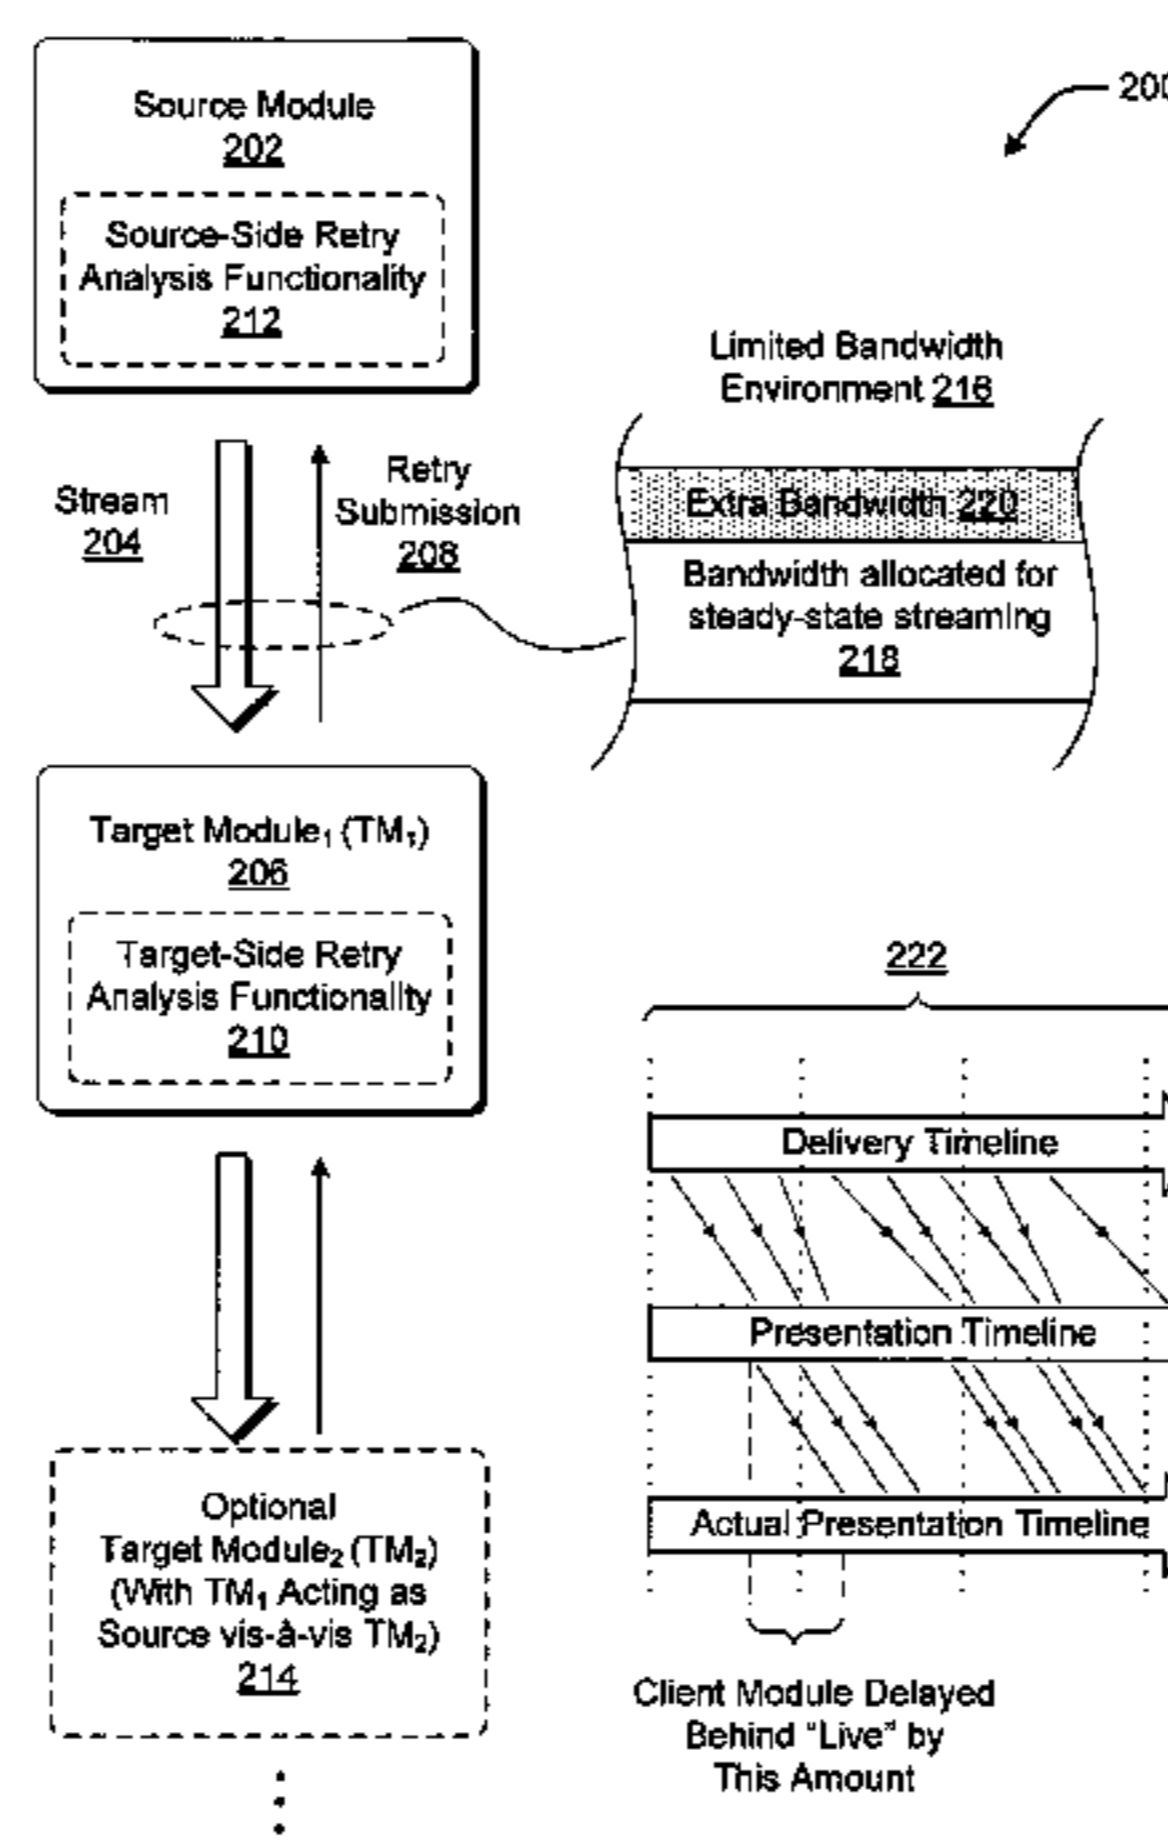 Source Module
202
Source-Side Retry
Analysis Functionality
212
200
Limited Bandwidth
Environment 216
Extra Bandwidth 220
Bandwidth allocated for
steady-state streaming
218
Stream
204
Retry
Submission
208
Target Module₁ (TM₁)
206
Target-Side Retry
Analysis Functionality
210
222
Delivery Timeline
Presentation Timeline
Actual Presentation Timeline
Client Module Delayed
Behind "Live" by
This Amount
Optional
Target Module₂ (TM₂)
(With TM₁ Acting as
Source vis-à-vis TM₂)
214